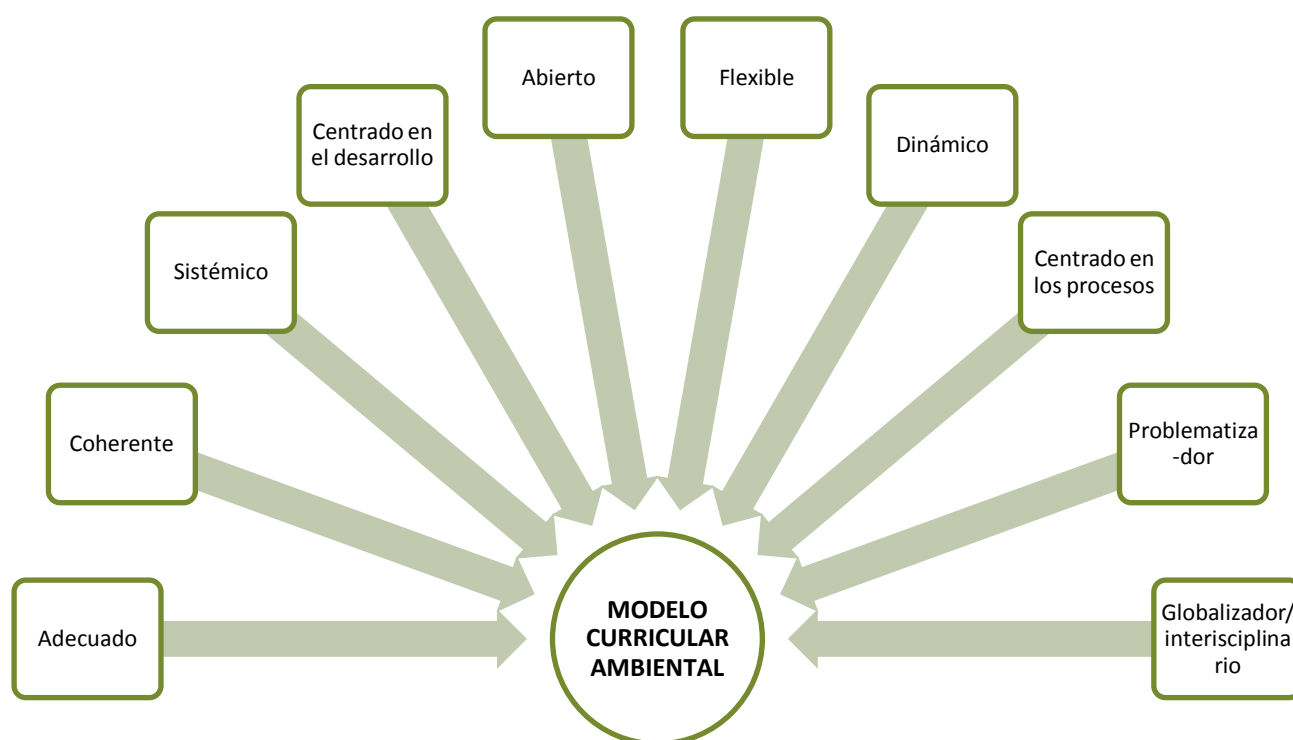 Abierto
Flexible
Centrado en
el desarrollo
Dinámico
Sistémico
Centrado en
los procesos
Coherente
Problematiza
-dor
Adecuado
MODELO
CURRICULAR
AMBIENTAL
Globalizador/
interisciplina
rio